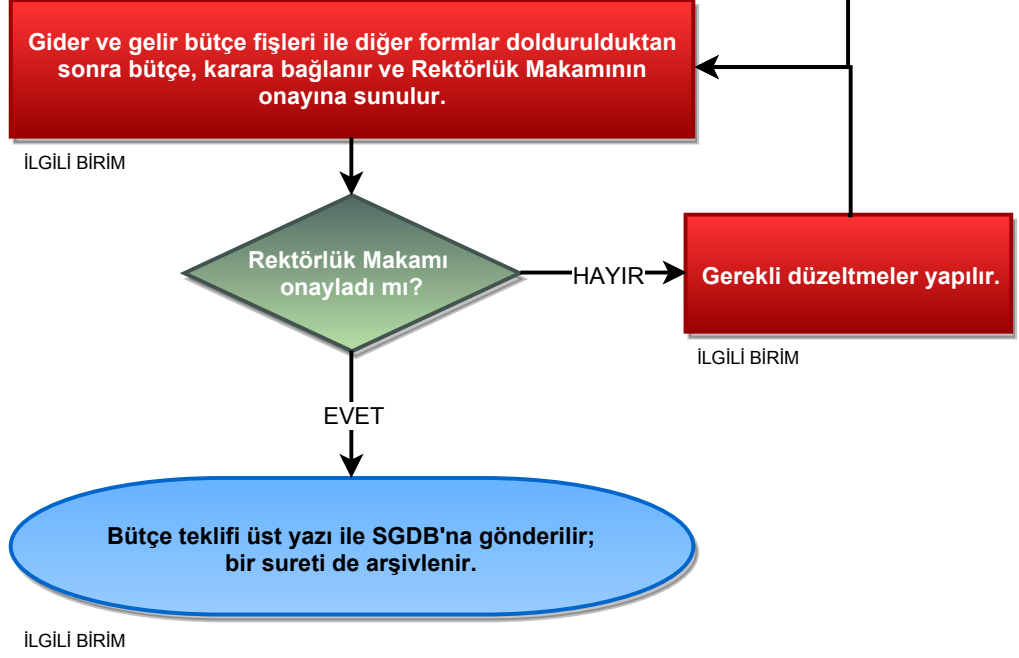 Gider ve gelir bütçe fişleri ile diğer formlar doldurulduktan
sonra bütçe, karara bağlanır ve Rektörlük Makamının
onayına sunulur.
İLGİLİ BİRİM
Rektörlük Makamı
onayladı mı?
HAYIR
Gerekli düzeltmeler yapılır.
İLGİLİ BİRİM
EVET
Bütçe teklifi üst yazı ile SGDB'na gönderilir;
bir sureti de arşivlenir.
İLGİLİ BİRİM